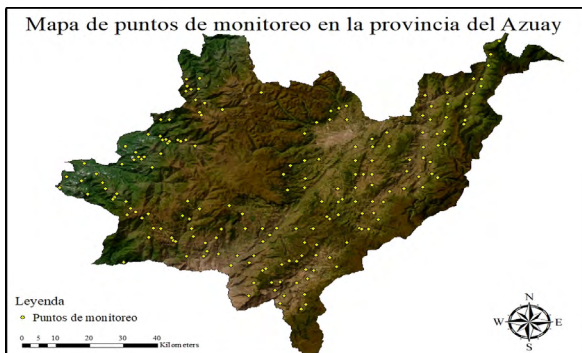 Mapa de puntos de monitoreo en la provincia del Azuay
Leyenda
Puntos de monitoreo
0 5 10 20 30 40
Kilometers
N
W E
S